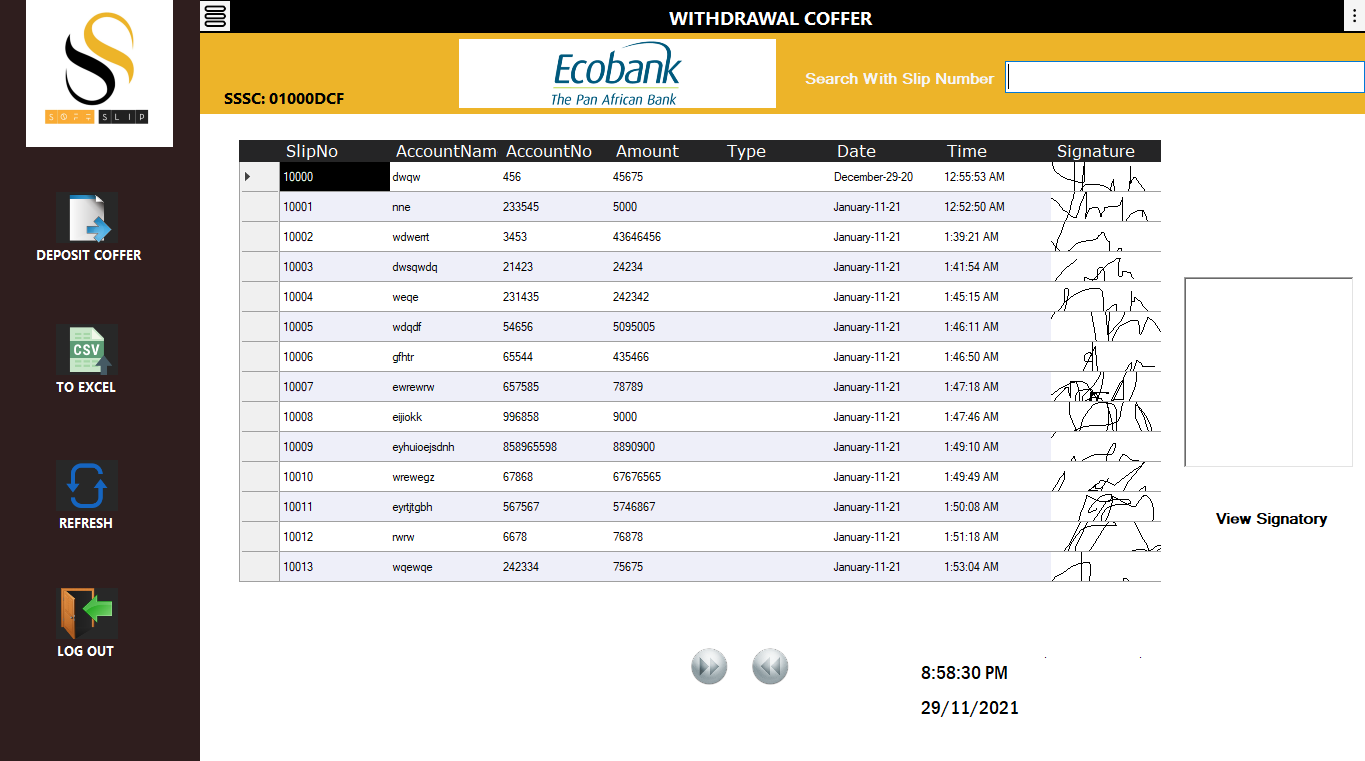 WITHDRAWAL COFFER
SOFT SLIP
Ecobank
The Pan African Bank
Search With Slip Number
SSSC: 01000DCF
SlipNo AccountNam AccountNo Amount Type Date Time Signature
10000 dwqw 456 45675 December-29-20 12:55:53 AM
10001 nne 233545 5000 January-11-21 12:52:50 AM
10002 wdwerrt 3453 43646456 January-11-21 1:39:21 AM
10003 dwsqwdq 21423 24234 January-11-21 1:41:54 AM
10004 weqe 231435 242342 January-11-21 1:45:15 AM
10005 wdqdf 54656 5095005 January-11-21 1:46:11 AM
10006 gfhtr 65544 435466 January-11-21 1:46:50 AM
10007 ewrewrw 657585 78789 January-11-21 1:47:18 AM
10008 eijiokk 996858 9000 January-11-21 1:47:46 AM
10009 eyhuioejsdnh 858965598 8890900 January-11-21 1:49:10 AM
10010 wrewegz 67868 67676565 January-11-21 1:49:49 AM
10011 eyrtjtgbh 567567 5746867 January-11-21 1:50:08 AM
10012 rwrw 6678 76878 January-11-21 1:51:18 AM
10013 wqewqe 242334 75675 January-11-21 1:53:04 AM
DEPOSIT COFFER
CSV
TO EXCEL
REFRESH
LOG OUT
View Signatory
8:58:30 PM
29/11/2021